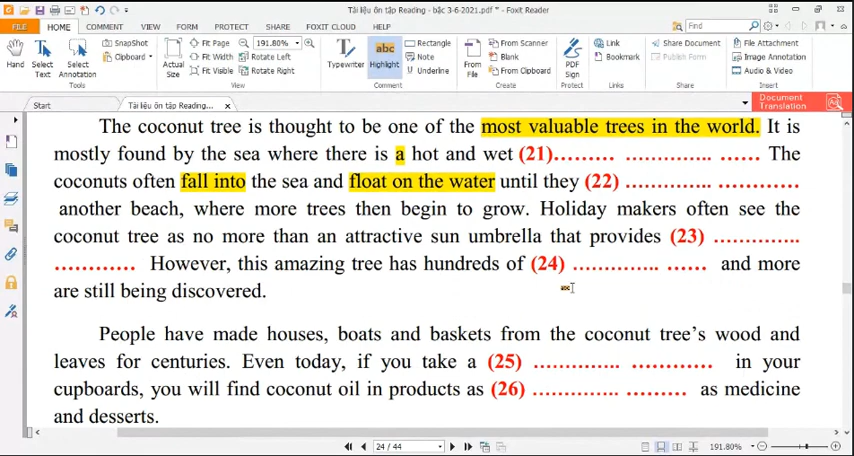 Tài liệu ôn tập Reading - bậc 3-6-2021.pdf * - Foxit Reader
FILE HOME COMMENT VIEW FORM PROTECT SHARE FOXIT CLOUD HELP Find
Hand Select Text Select Annotation SnapShot Clipboard Actual Size Fit Page Fit Width Fit Visible 191.80% Rotate Left Rotate Right Typewriter Highlight Rectangle Note Underline From File From Scanner Blank From Clipboard PDF Sign Link Bookmark Share Document Publish Form File Attachment Image Annotation Audio & Video
Tools View Comment Create Protect Links Share Insert
Start Tài liệu ôn tập Reading... Document Translation
The coconut tree is thought to be one of the most valuable trees in the world. It is
mostly found by the sea where there is a hot and wet (21)......... .............. ...... The
coconuts often fall into the sea and float on the water until they (22) .............. ............
another beach, where more trees then begin to grow. Holiday makers often see the
coconut tree as no more than an attractive sun umbrella that provides (23) ..............
............ However, this amazing tree has hundreds of (24) .............. ...... and more
are still being discovered.
People have made houses, boats and baskets from the coconut tree's wood and
leaves for centuries. Even today, if you take a (25) .............. ............ in your
cupboards, you will find coconut oil in products as (26) .............. ......... as medicine
and desserts.
24 / 44 191.80%